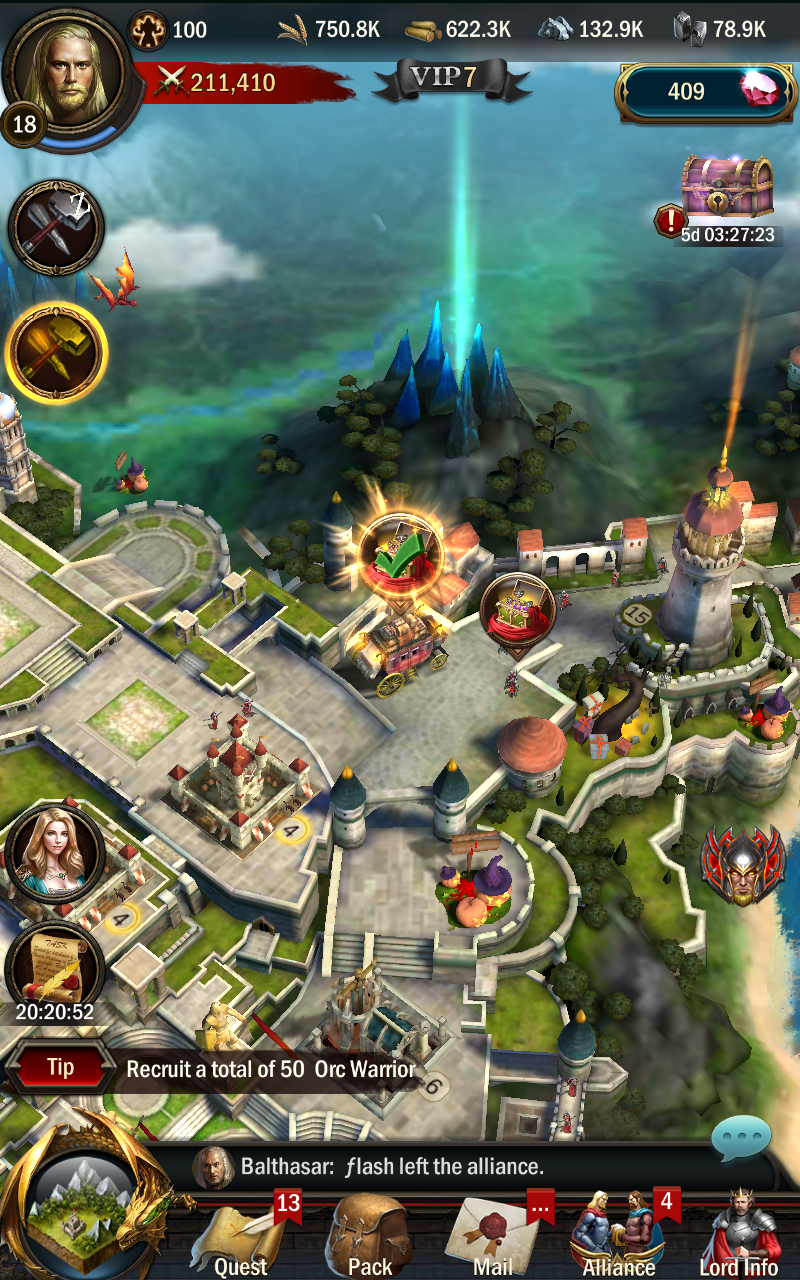 100
750.8K
622.3K
132.9K
78.9K
211,410
VIP7
409
18
Z
5d 03:27:23
15
4
4
TASK
20:20:52
Tip
Recruit a total of 50 Orc Warrior
6
Balthasar: ƒlash left the alliance.
13
...
4
Quest
Pack
Mail
Alliance
Lord Info